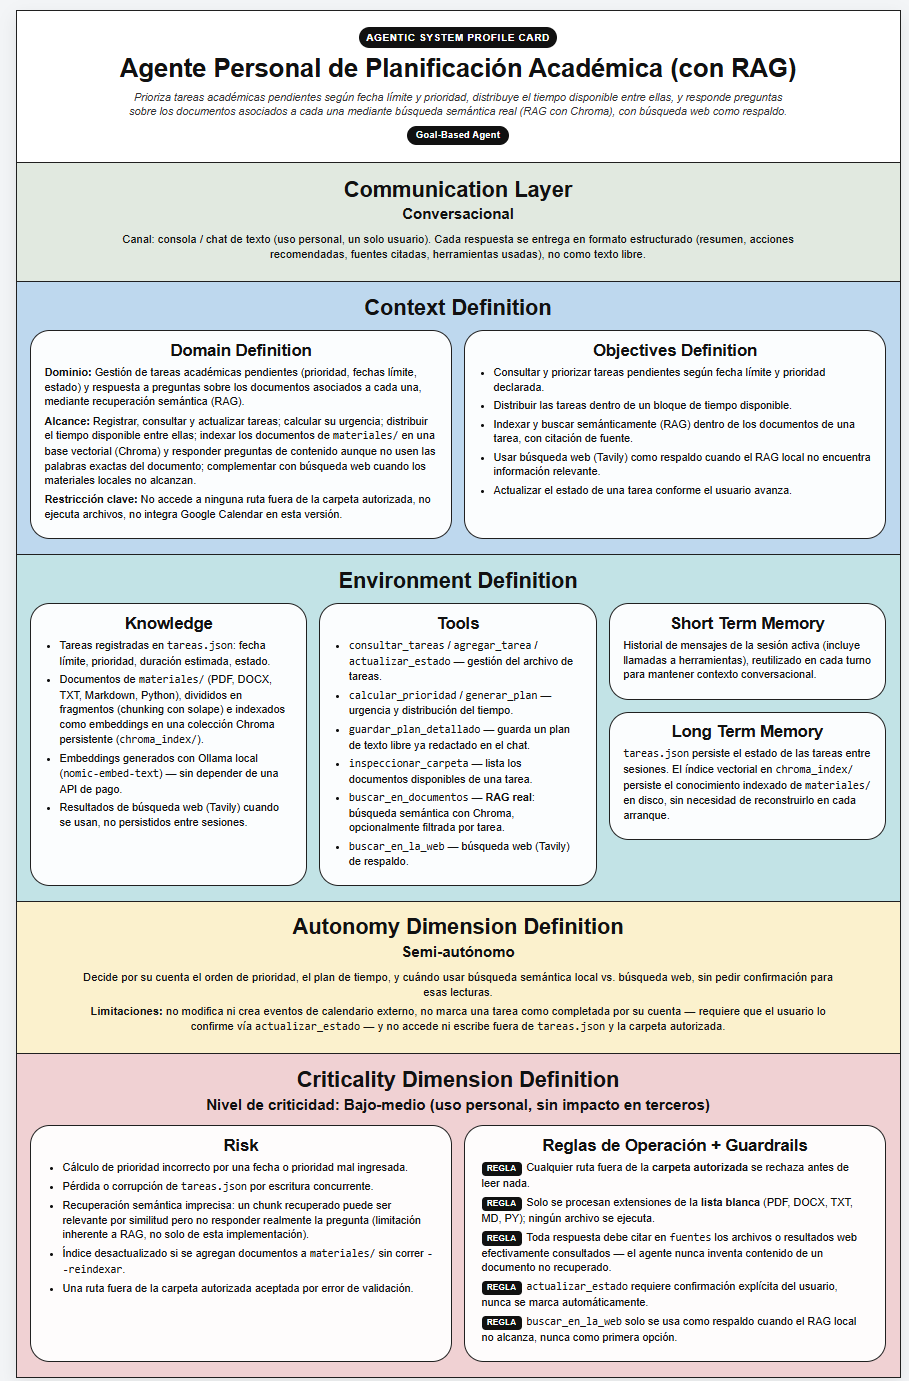 AGENTIC SYSTEM PROFILE CARD
Agente Personal de Planificación Académica (con RAG)
Prioriza tareas académicas pendientes según fecha límite y prioridad, distribuye el tiempo disponible entre ellas, y responde preguntas
sobre los documentos asociados a cada una mediante búsqueda semántica real (RAG con Chroma), con búsqueda web como respaldo.
Goal-Based Agent
Communication Layer
Conversacional
Canal: consola / chat de texto (uso personal, un solo usuario). Cada respuesta se entrega en formato estructurado (resumen, acciones
recomendadas, fuentes citadas, herramientas usadas), no como texto libre.
Context Definition
Domain Definition
Dominio: Gestión de tareas académicas pendientes (prioridad, fechas límite,
estado) y respuesta a preguntas sobre los documentos asociados a cada una,
mediante recuperación semántica (RAG).
Alcance: Registrar, consultar y actualizar tareas; calcular su urgencia; distribuir
el tiempo disponible entre ellas; indexar los documentos de materiales/ en una
base vectorial (Chroma) y responder preguntas de contenido aunque no usen las
palabras exactas del documento; complementar con búsqueda web cuando los
materiales locales no alcanzan.
Restricción clave: No accede a ninguna ruta fuera de la carpeta autorizada, no
ejecuta archivos, no integra Google Calendar en esta versión.
Objectives Definition
• Consultar y priorizar tareas pendientes según fecha límite y prioridad
declarada.
• Distribuir las tareas dentro de un bloque de tiempo disponible.
• Indexar y buscar semánticamente (RAG) dentro de los documentos de una
tarea, con citación de fuente.
• Usar búsqueda web (Tavily) como respaldo cuando el RAG local no encuentra
información relevante.
• Actualizar el estado de una tarea conforme el usuario avanza.
Environment Definition
Knowledge
• Tareas registradas en tareas.json: fecha
límite, prioridad, duración estimada, estado.
• Documentos de materiales/ (PDF, DOCX,
TXT, Markdown, Python), divididos en
fragmentos (chunking con solape) e indexados
como embeddings en una colección Chroma
persistente (chroma_index/).
• Embeddings generados con Ollama local
(nomic-embed-text) — sin depender de una
API de pago.
• Resultados de búsqueda web (Tavily) cuando
se usan, no persistidos entre sesiones.
Tools
• consultar_tareas / agregar_tarea /
actualizar_estado — gestión del archivo de
tareas.
• calcular_prioridad / generar_plan —
urgencia y distribución del tiempo.
• guardar_plan_detallado — guarda un plan
de texto libre ya redactado en el chat.
• inspeccionar_carpeta — lista los
documentos disponibles de una tarea.
• buscar_en_documentos — RAG real:
búsqueda semántica con Chroma,
opcionalmente filtrada por tarea.
• buscar_en_la_web — búsqueda web (Tavily)
de respaldo.
Short Term Memory
Historial de mensajes de la sesión activa (incluye
llamadas a herramientas), reutilizado en cada turno
para mantener contexto conversacional.
Long Term Memory
tareas.json persiste el estado de las tareas entre
sesiones. El índice vectorial en chroma_index/
persiste el conocimiento indexado de materiales/
en disco, sin necesidad de reconstruirlo en cada
arranque.
Autonomy Dimension Definition
Semi-autónomo
Decide por su cuenta el orden de prioridad, el plan de tiempo, y cuándo usar búsqueda semántica local vs. búsqueda web, sin pedir confirmación para
esas lecturas.
Limitaciones: no modifica ni crea eventos de calendario externo, no marca una tarea como completada por su cuenta — requiere que el usuario lo
confirme vía actualizar_estado — y no accede ni escribe fuera de tareas.json y la carpeta autorizada.
Criticality Dimension Definition
Nivel de criticidad: Bajo-medio (uso personal, sin impacto en terceros)
Risk
• Cálculo de prioridad incorrecto por una fecha o prioridad mal ingresada.
• Pérdida o corrupción de tareas.json por escritura concurrente.
• Recuperación semántica imprecisa: un chunk recuperado puede ser
relevante por similitud pero no responder realmente la pregunta (limitación
inherente a RAG, no solo de esta implementación).
• Índice desactualizado si se agregan documentos a materiales/ sin correr -
-reindexar.
• Una ruta fuera de la carpeta autorizada aceptada por error de validación.
Reglas de Operación + Guardrails
REGLA Cualquier ruta fuera de la carpeta autorizada se rechaza antes de
leer nada.
REGLA Solo se procesan extensiones de la lista blanca (PDF, DOCX, TXT,
MD, PY); ningún archivo se ejecuta.
REGLA Toda respuesta debe citar en fuentes los archivos o resultados web
efectivamente consultados — el agente nunca inventa contenido de un
documento no recuperado.
REGLA actualizar_estado requiere confirmación explícita del usuario,
nunca se marca automáticamente.
REGLA buscar_en_la_web solo se usa como respaldo cuando el RAG local
no alcanza, nunca como primera opción.